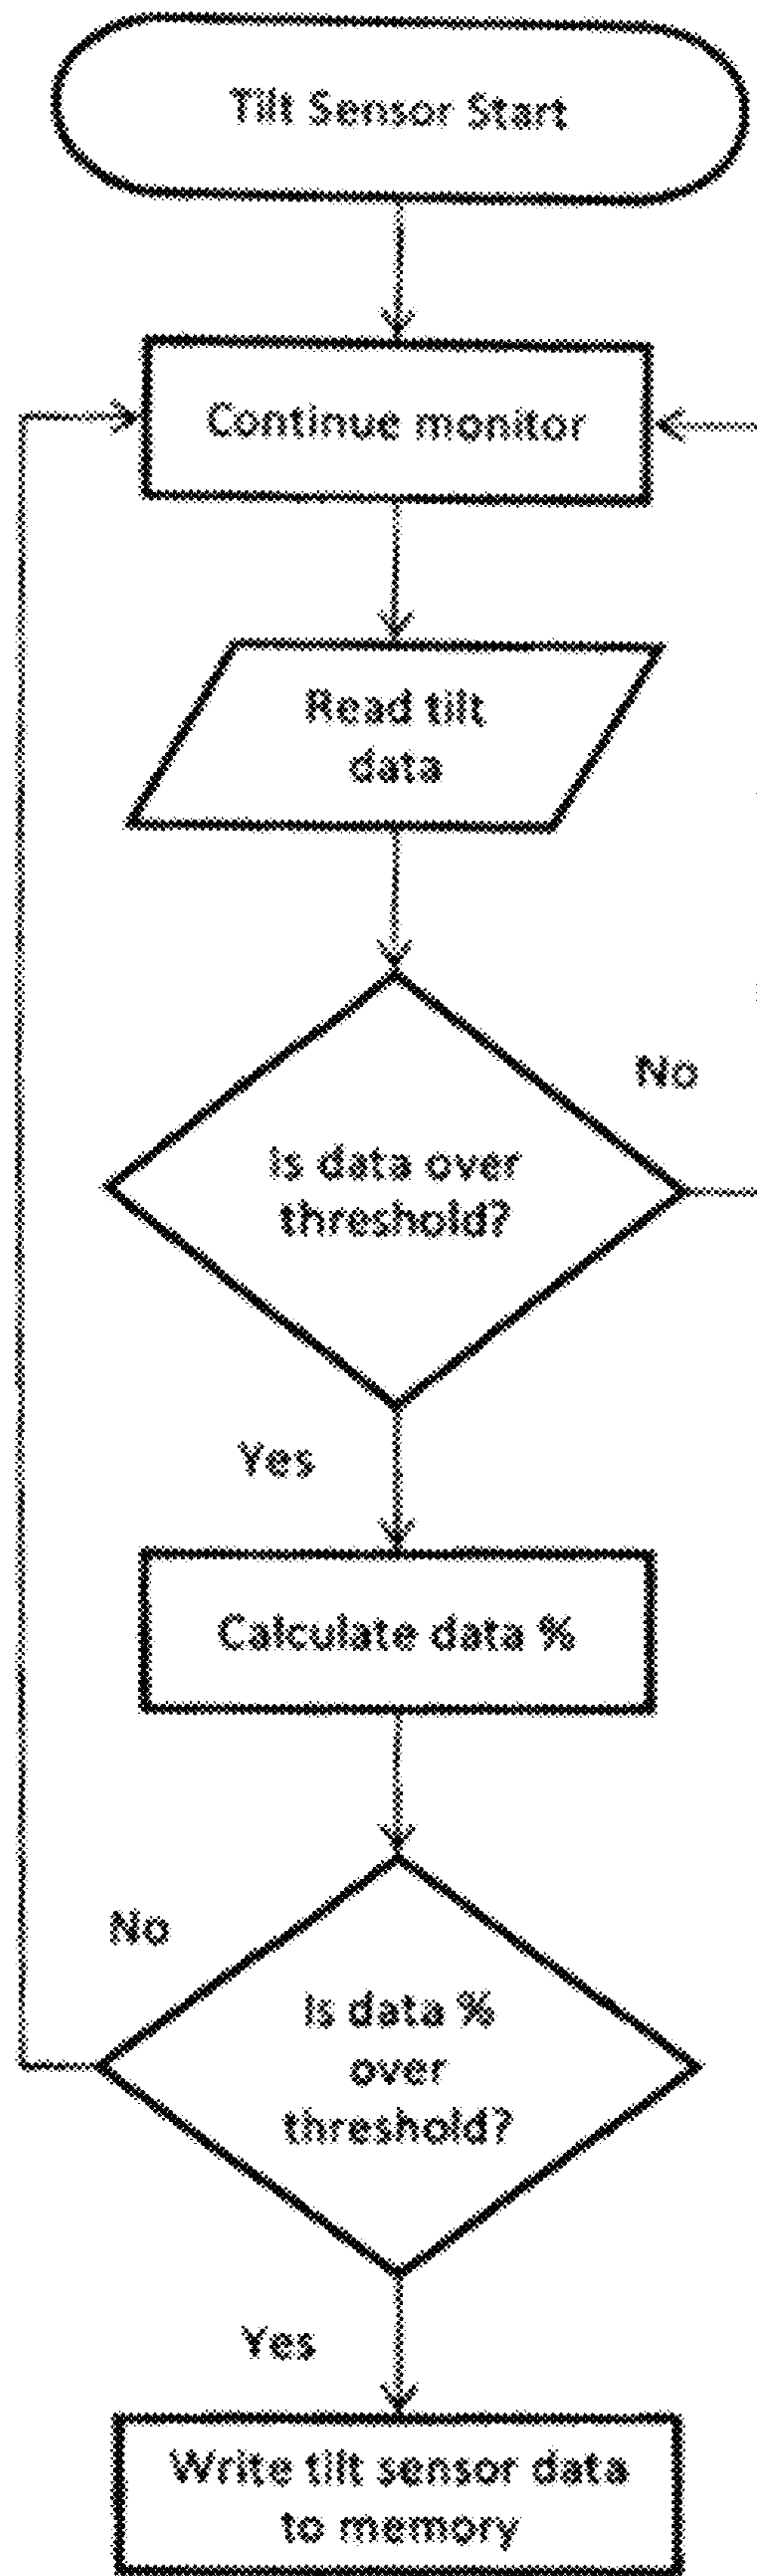 Tilt Sensor Start
Continue monitor
Read tilt
data
No
Is data over
threshold?
Yes
Calculate data %
No
Is data %
over
threshold?
Yes
Write tilt sensor data
to memory